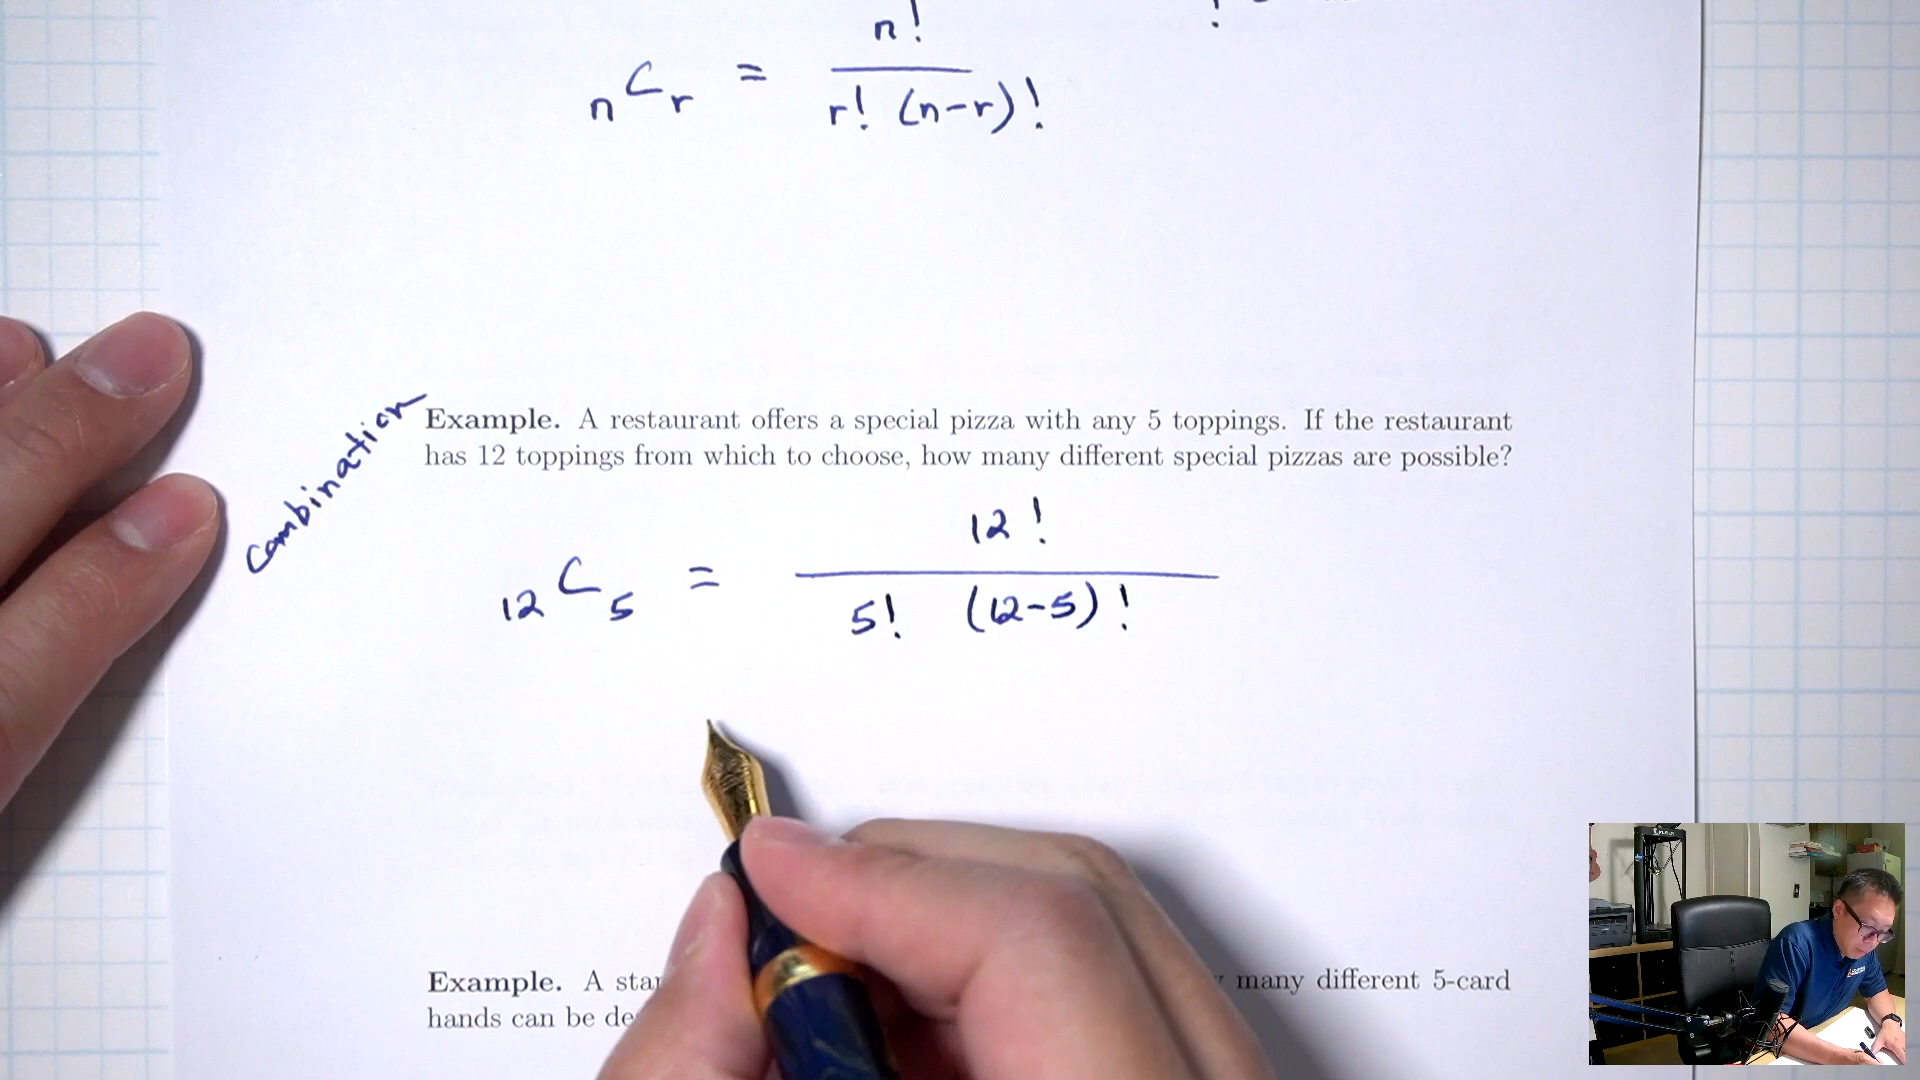 n!
nCr = r! (n-r)!
combination
Example. A restaurant offers a special pizza with any 5 toppings. If the restaurant
has 12 toppings from which to choose, how many different special pizzas are possible?
12!
12C5 = 5! (12-5)!
Example. A many different 5-card
hands can be